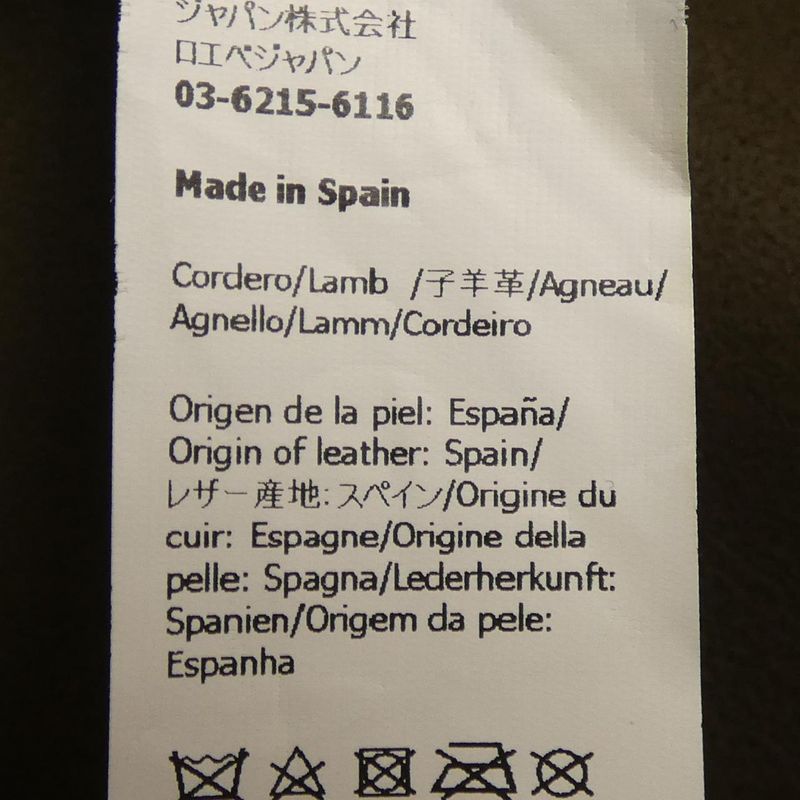 ジャパン株式会社
ロエベジャパン
03-6215-6116
Made in Spain
Cordero/Lamb /子羊革/Agneau/
Agnello/Lamm/Cordeiro
Origen de la piel: España/
Origin of leather: Spain/
レザー産地:スペイン/Origine du
cuir: Espagne/Origine della
pelle: Spagna/Lederherkunft:
Spanien/Origem da pele:
Espanha